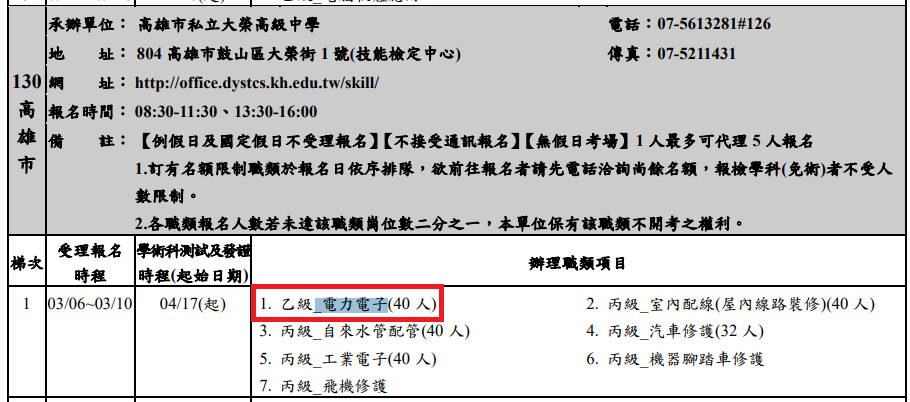 承辦單位： 高雄市私立大榮高級中學 電話：07-5613281#126
地 址： 804 高雄市鼓山區大榮街 1 號(技能檢定中心) 傳真：07-5211431
130 網 址： http://office.dystcs.kh.edu.tw/skill/
高雄市
報名時間： 08:30-11:30、13:30-16:00
備 註： 【例假日及國定假日不受理報名】【不接受通訊報名】【無假日考場】1 人最多可代理 5 人報名
1.訂有名額限制職類於報名日依序排隊，欲前往報名者請先電話洽詢尚餘名額，報檢學科(免術)者不受人
數限制。
2.各職類報名人數若未達該職類崗位數二分之一，本單位保有該職類不開考之權利。
梯次 受理報名時程 學術科測試及發證時程(起始日期) 辦理職類項目
1 03/06~03/10 04/17(起) 1. 乙級_電力電子(40 人) 2. 丙級_室內配線(屋內線路裝修)(40 人)
3. 丙級_自來水管配管(40 人) 4. 丙級_汽車修護(32 人)
5. 丙級_工業電子(40 人) 6. 丙級_機器腳踏車修護
7. 丙級_飛機修護